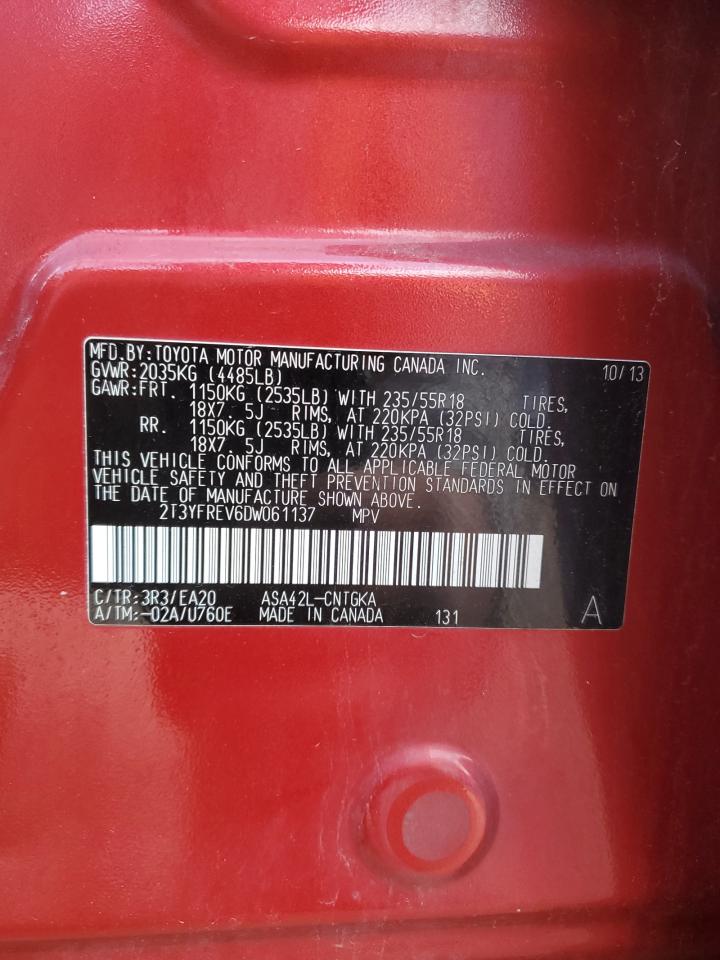 MFD.BY:TOYOTA MOTOR MANUFACTURING CANADA INC. 10/13
GVWR:2035KG (4485LB)
GAWR:FRT. 1150KG (2535LB) WITH 235/55R18 TIRES,
18X7. 5J RIMS, AT 220KPA (32PSI) COLD.
RR. 1150KG (2535LB) WITH 235/55R18 TIRES,
18X7. 5J RIMS, AT 220KPA (32PSI) COLD.
THIS VEHICLE CONFORMS TO ALL APPLICABLE FEDERAL MOTOR
VEHICLE SAFETY AND THEFT PREVENTION STANDARDS IN EFFECT ON
THE DATE OF MANUFACTURE SHOWN ABOVE.
2T3YFREV6DW061137 MPV
C/TR:3R3/EA20 ASA42L-CNTGKA
A/TM:-02A/U760E MADE IN CANADA 131 A